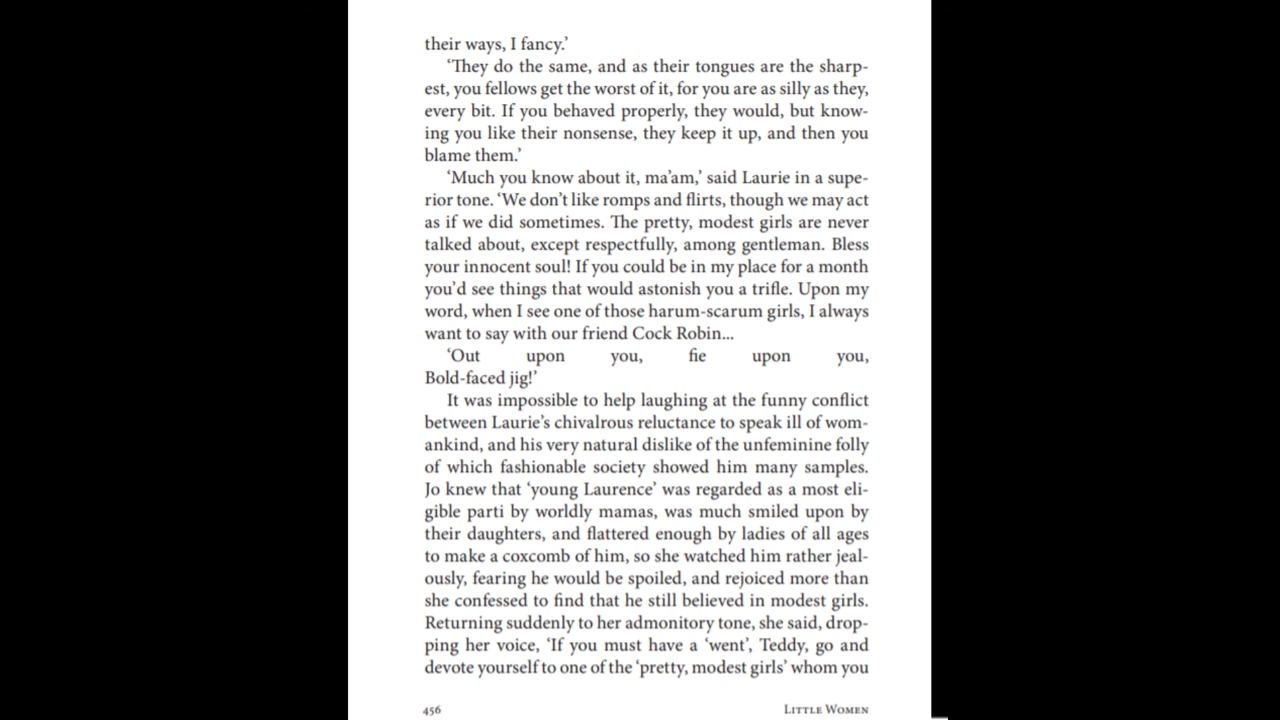 their ways, I fancy.’
‘They do the same, and as their tongues are the sharp-
est, you fellows get the worst of it, for you are as silly as they,
every bit. If you behaved properly, they would, but know-
ing you like their nonsense, they keep it up, and then you
blame them.’
‘Much you know about it, ma’am,’ said Laurie in a supe-
rior tone. ‘We don’t like romps and flirts, though we may act
as if we did sometimes. The pretty, modest girls are never
talked about, except respectfully, among gentleman. Bless
your innocent soul! If you could be in my place for a month
you’d see things that would astonish you a trifle. Upon my
word, when I see one of those harum-scarum girls, I always
want to say with our friend Cock Robin...
‘Out upon you, fie upon you,
Bold-faced jig!’
It was impossible to help laughing at the funny conflict
between Laurie’s chivalrous reluctance to speak ill of wom-
ankind, and his very natural dislike of the unfeminine folly
of which fashionable society showed him many samples.
Jo knew that ‘young Laurence’ was regarded as a most eli-
gible parti by worldly mamas, was much smiled upon by
their daughters, and flattered enough by ladies of all ages
to make a coxcomb of him, so she watched him rather jeal-
ously, fearing he would be spoiled, and rejoiced more than
she confessed to find that he still believed in modest girls.
Returning suddenly to her admonitory tone, she said, drop-
ping her voice, ‘If you must have a ‘went’, Teddy, go and
devote yourself to one of the ‘pretty, modest girls’ whom you
456 Little Women